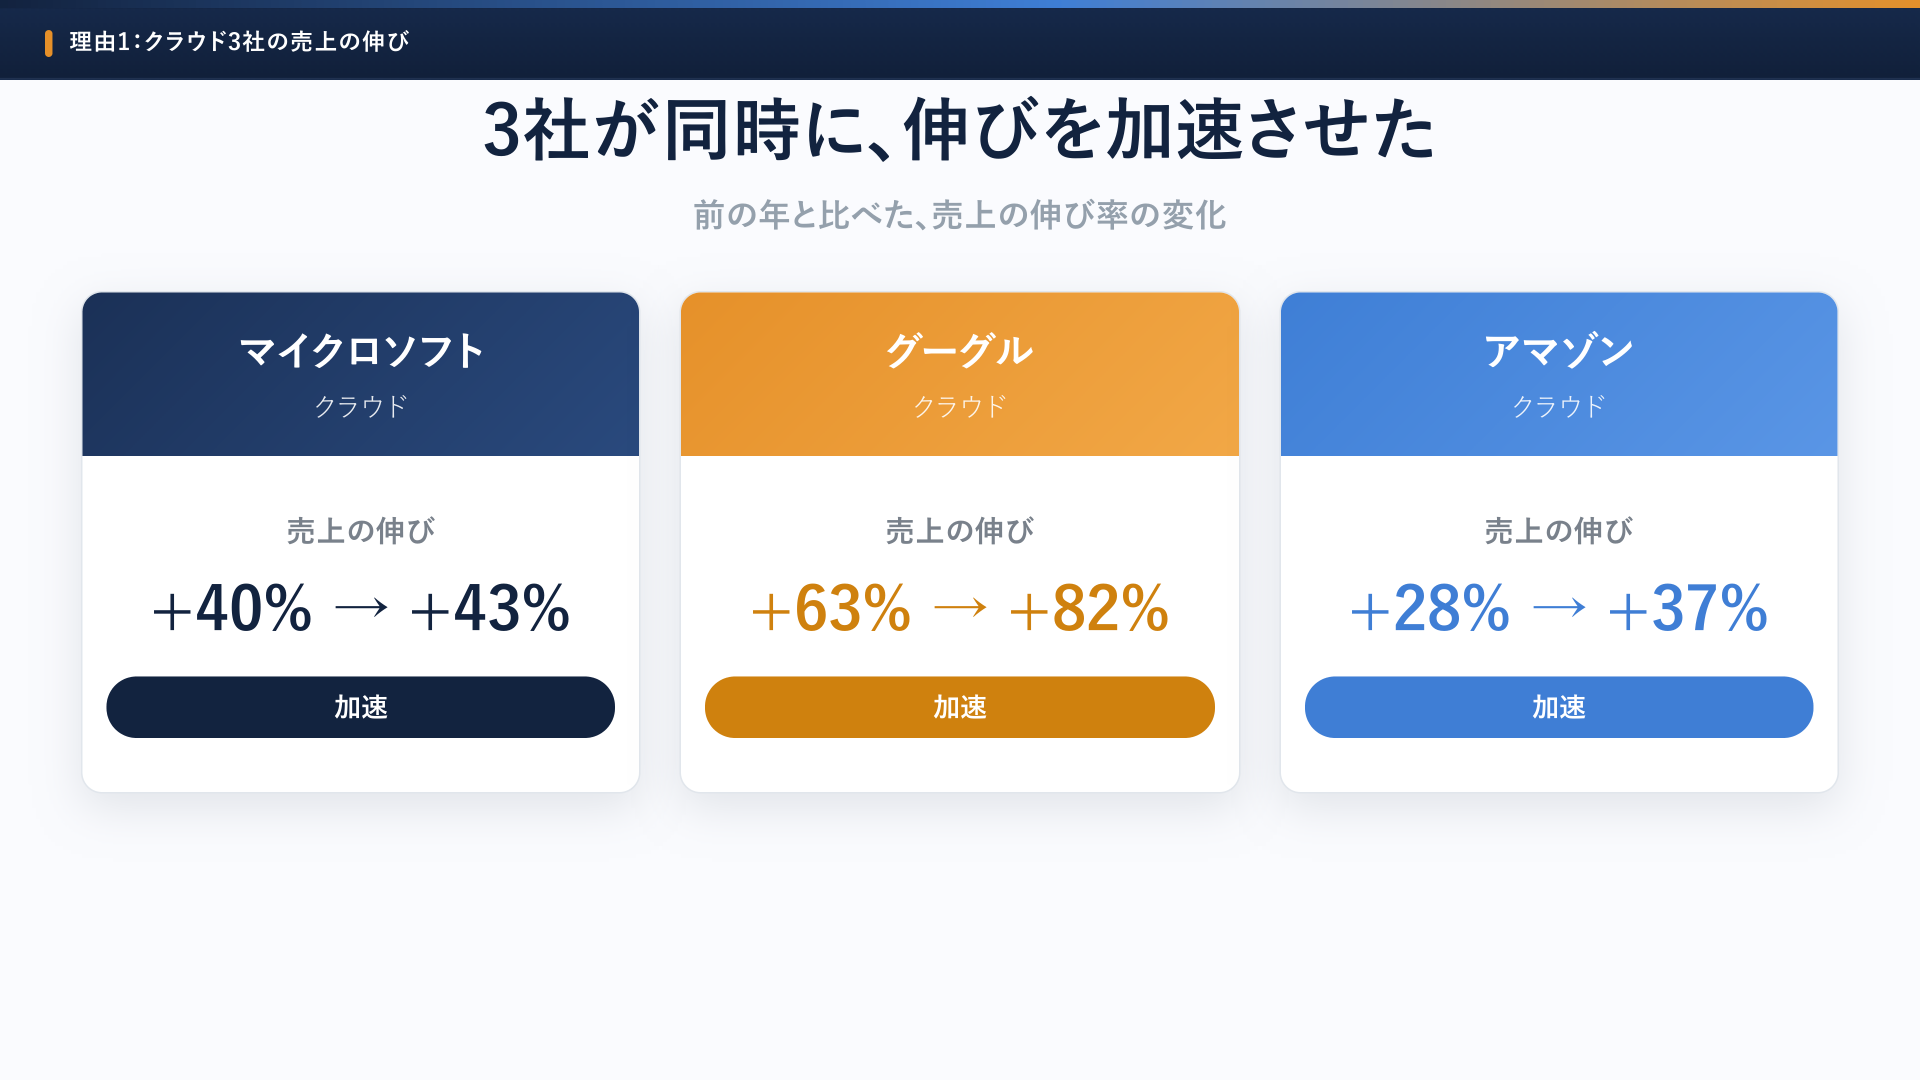 理由1：クラウド3社の売上の伸び
3社が同時に、伸びを加速させた
前の年と比べた、売上の伸び率の変化
マイクロソフト
クラウド
売上の伸び
+40% → +43%
加速
グーグル
クラウド
売上の伸び
+63% → +82%
加速
アマゾン
クラウド
売上の伸び
+28% → +37%
加速